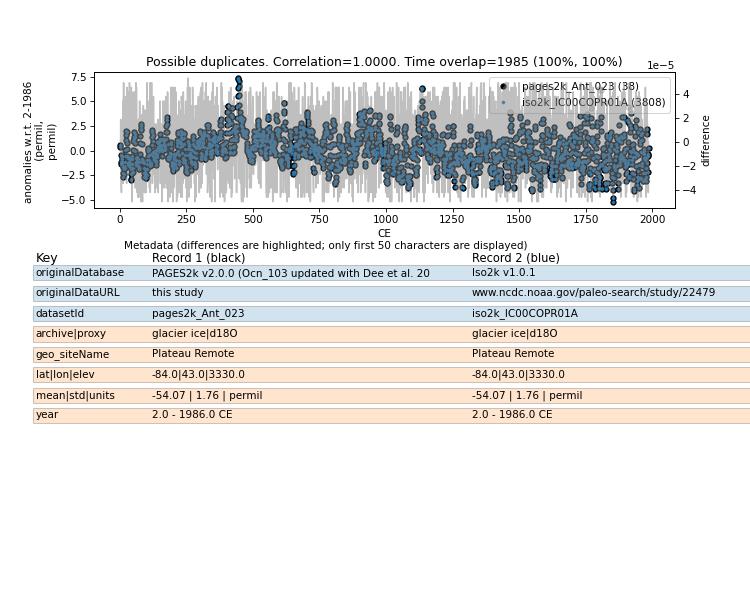 Possible duplicates. Correlation=1.0000. Time overlap=1985 (100%, 100%)
1e−5
pages2k_Ant_023 (38)
iso2k_IC00COPR01A (3808)
anomalies w.r.t. 2-1986
(permil,
permil)
7.5
5.0
2.5
0.0
−2.5
−5.0
4
2
0
−2
−4
difference
0 250 500 750 1000 1250 1500 1750 2000
CE
Metadata (differences are highlighted; only first 50 characters are displayed)
Key Record 1 (black) Record 2 (blue)
originalDatabase PAGES2k v2.0.0 (Ocn_103 updated with Dee et al. 20 Iso2k v1.0.1
originalDataURL this study www.ncdc.noaa.gov/paleo-search/study/22479
datasetId pages2k_Ant_023 iso2k_IC00COPR01A
archive|proxy glacier ice|d18O glacier ice|d18O
geo_siteName Plateau Remote Plateau Remote
lat|lon|elev -84.0|43.0|3330.0 -84.0|43.0|3330.0
mean|std|units -54.07 | 1.76 | permil -54.07 | 1.76 | permil
year 2.0 - 1986.0 CE 2.0 - 1986.0 CE